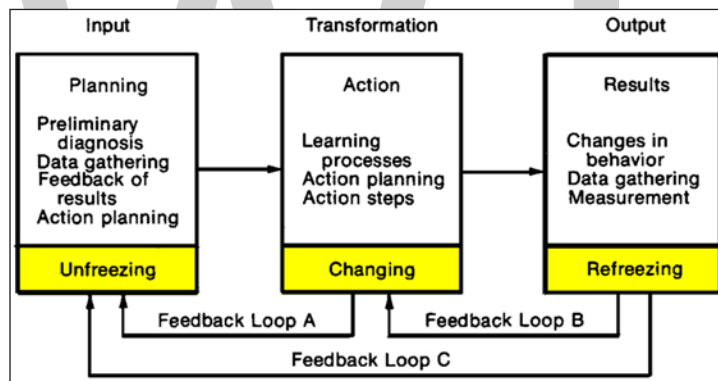 Input
Transformation
Output
Planning
Preliminary
diagnosis
Data gathering
Feedback of
results
Action planning
Unfreezing
Action
Learning
processes
Action planning
Action steps
Changing
Results
Changes in
behavior
Data gathering
Measurement
Refreezing
Feedback Loop A
Feedback Loop B
Feedback Loop C